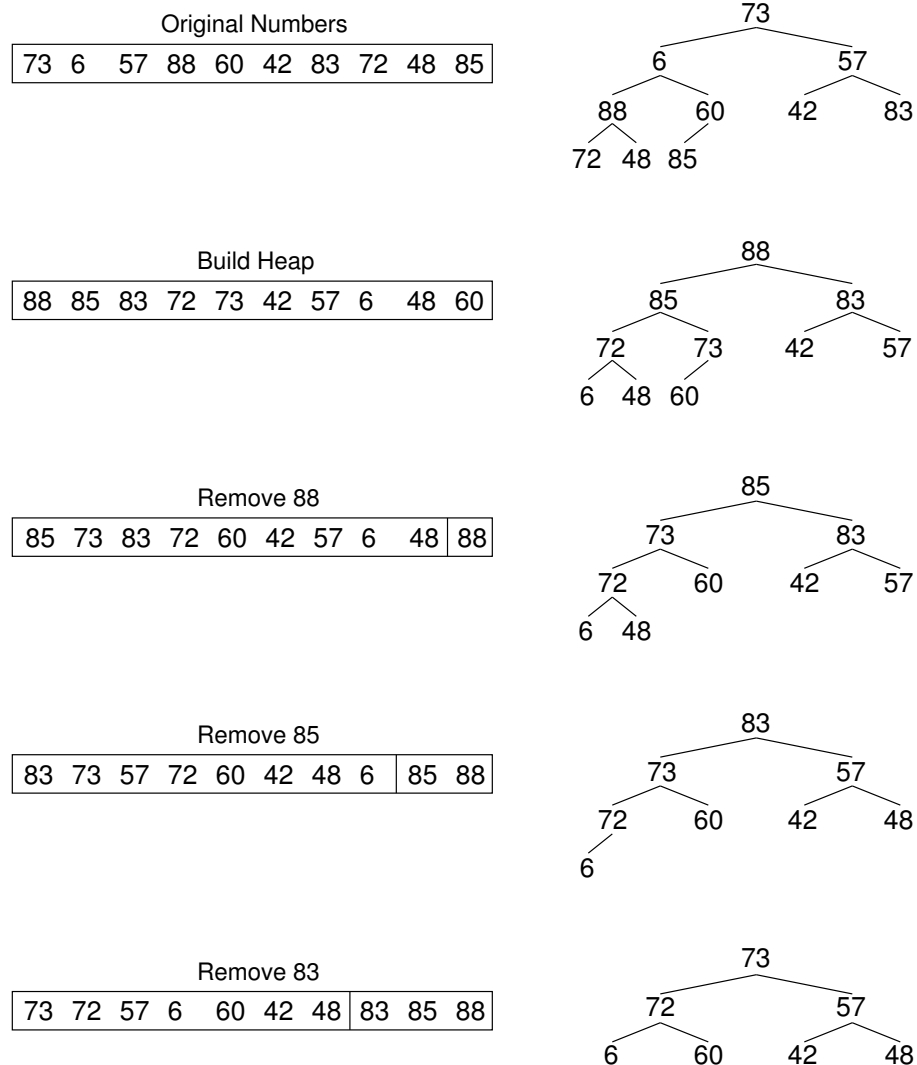 Original Numbers
73 6 57 88 60 42 83 72 48 85
73
6 57
88 60 42 83
72 48 85
Build Heap
88 85 83 72 73 42 57 6 48 60
88
85 83
72 73 42 57
6 48 60
Remove 88
85 73 83 72 60 42 57 6 48 88
85
73 83
72 60 42 57
6 48
Remove 85
83 73 57 72 60 42 48 6 85 88
83
73 57
72 60 42 48
6
Remove 83
73 72 57 6 60 42 48 83 85 88
73
72 57
6 60 42 48